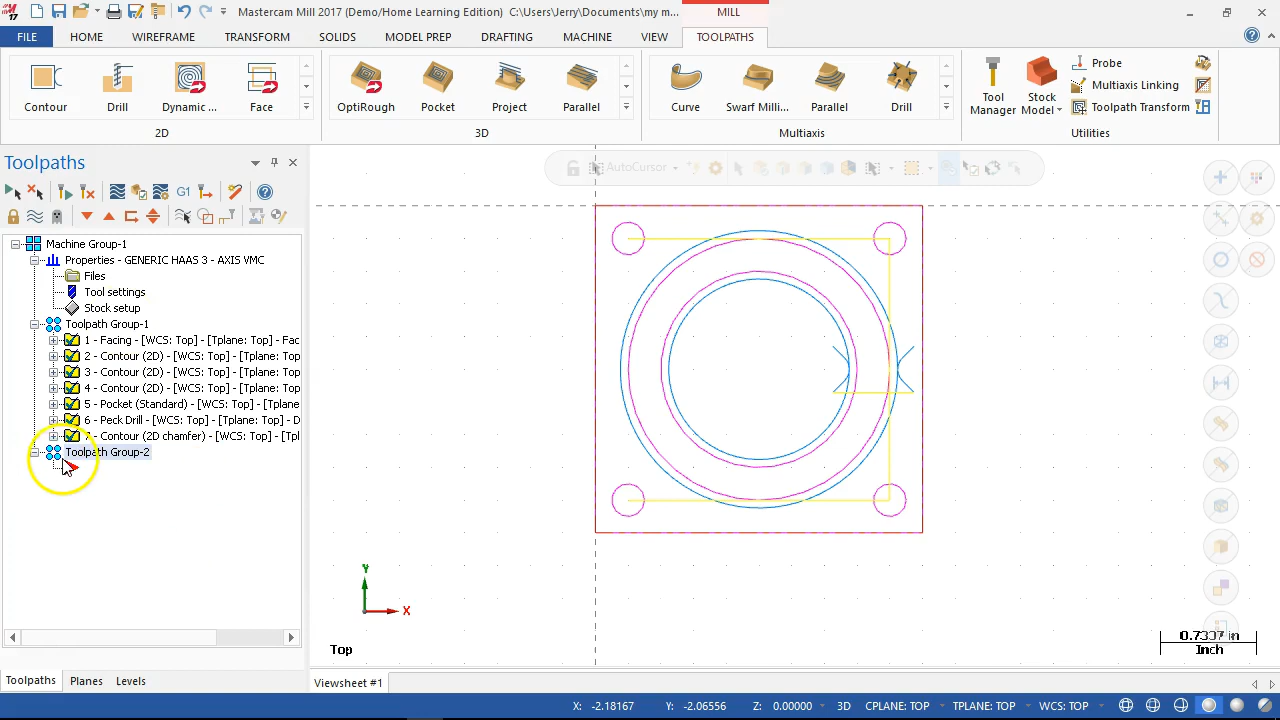 17
Mastercam Mill 2017 (Demo/Home Learning Edition) C:\Users\Jerry\Documents\my m...
MILL
FILE HOME WIREFRAME TRANSFORM SOLIDS MODEL PREP DRAFTING MACHINE VIEW TOOLPATHS
Contour Drill Dynamic ... Face
OptiRough Pocket Project Parallel
Curve Swarf Milli... Parallel Drill
Tool Manager
Stock Model
Probe
Multiaxis Linking
Toolpath Transform
2D 3D Multiaxis Utilities
Toolpaths
G1
AutoCursor
Machine Group-1
Properties - GENERIC HAAS 3 - AXIS VMC
Files
Tool settings
Stock setup
Toolpath Group-1
1 - Facing - [WCS: Top] - [Tplane: Top] - Fac
2 - Contour (2D) - [WCS: Top] - [Tplane: Top
3 - Contour (2D) - [WCS: Top] - [Tplane: Top
4 - Contour (2D) - [WCS: Top] - [Tplane: Top
5 - Pocket (Standard) - [WCS: Top] - [Tplane
6 - Peck Drill - [WCS: Top] - [Tplane: Top] - D
- Contour (2D chamfer) - [WCS: Top] - [Tpl
Toolpath Group-2
Y
X
Top
0.7337 in
Inch
Toolpaths Planes Levels
Viewsheet #1
X: -2.18167 Y: -2.06556 Z: 0.00000 3D CPLANE: TOP TPLANE: TOP WCS: TOP